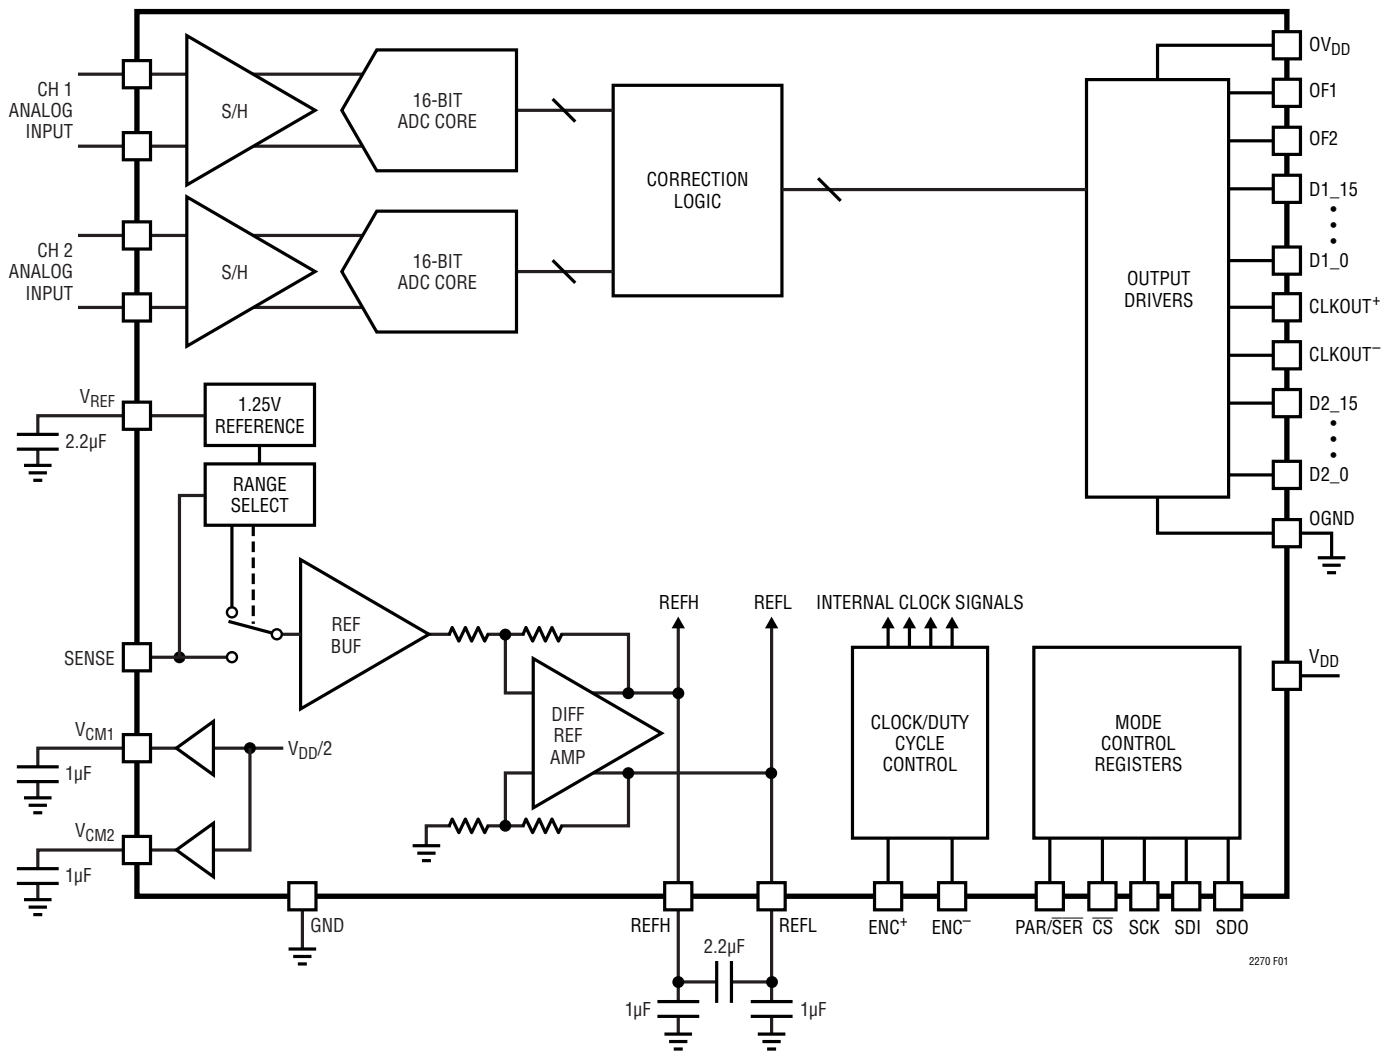 CH 1
ANALOG
INPUT
S/H
16-BIT
ADC CORE
CORRECTION
LOGIC
CH 2
ANALOG
INPUT
S/H
16-BIT
ADC CORE
OUTPUT
DRIVERS
OVDD
OF1
OF2
D1_15
D1_0
CLKOUT+
CLKOUT–
D2_15
D2_0
OGND
VDD
VREF
2.2µF
1.25V
REFERENCE
RANGE
SELECT
SENSE
REF
BUF
DIFF
REF
AMP
REFH
REFL
INTERNAL CLOCK SIGNALS
CLOCK/DUTY
CYCLE
CONTROL
MODE
CONTROL
REGISTERS
VCM1
1µF
VDD/2
VCM2
1µF
GND
REFH
REFL
2.2µF
1µF
1µF
ENC+
ENC–
PAR/S̅E̅R̅
C̅S̅
SCK
SDI
SDO
2270 F01